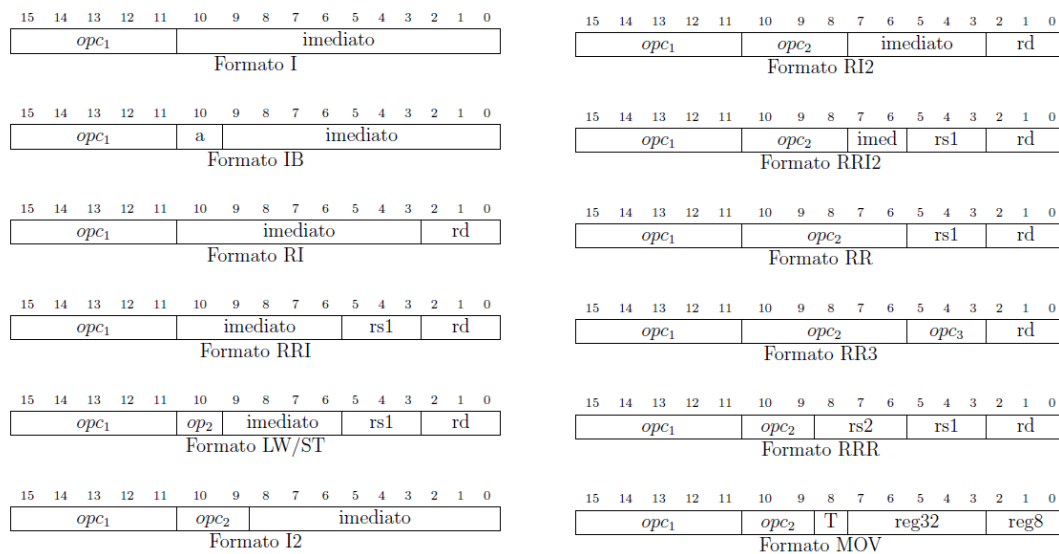 15 14 13 12 11 10 9 8 7 6 5 4 3 2 1 0
opc1 imediato
Formato I
15 14 13 12 11 10 9 8 7 6 5 4 3 2 1 0
opc1 a imediato
Formato IB
15 14 13 12 11 10 9 8 7 6 5 4 3 2 1 0
opc1 imediato rd
Formato RI
15 14 13 12 11 10 9 8 7 6 5 4 3 2 1 0
opc1 imediato rs1 rd
Formato RRI
15 14 13 12 11 10 9 8 7 6 5 4 3 2 1 0
opc1 op2 imediato rs1 rd
Formato LW/ST
15 14 13 12 11 10 9 8 7 6 5 4 3 2 1 0
opc1 opc2 imediato
Formato I2
15 14 13 12 11 10 9 8 7 6 5 4 3 2 1 0
opc1 opc2 imediato rd
Formato RI2
15 14 13 12 11 10 9 8 7 6 5 4 3 2 1 0
opc1 opc2 imed rs1 rd
Formato RRI2
15 14 13 12 11 10 9 8 7 6 5 4 3 2 1 0
opc1 opc2 rs1 rd
Formato RR
15 14 13 12 11 10 9 8 7 6 5 4 3 2 1 0
opc1 opc2 opc3 rd
Formato RR3
15 14 13 12 11 10 9 8 7 6 5 4 3 2 1 0
opc1 opc2 rs2 rs1 rd
Formato RRR
15 14 13 12 11 10 9 8 7 6 5 4 3 2 1 0
opc1 opc2 T reg32 reg8
Formato MOV